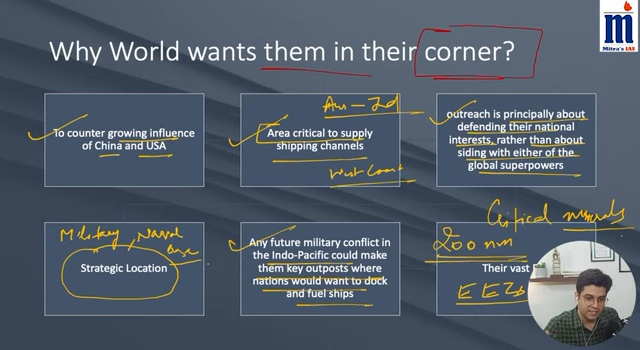 Mitra's IAS
Why World wants them in their corner?
To counter growing influence
of China and USA
Area critical to supply
shipping channels
outreach is principally about
defending their national
interests, rather than about
siding with either of the
global superpowers
Military, Naval
Base
Strategic Location
Any future military conflict
in the Indo-Pacific could make
them key outposts where
nations would want to dock
and fuel ships
Critical minerals
200 nm
Their vast
EEZs